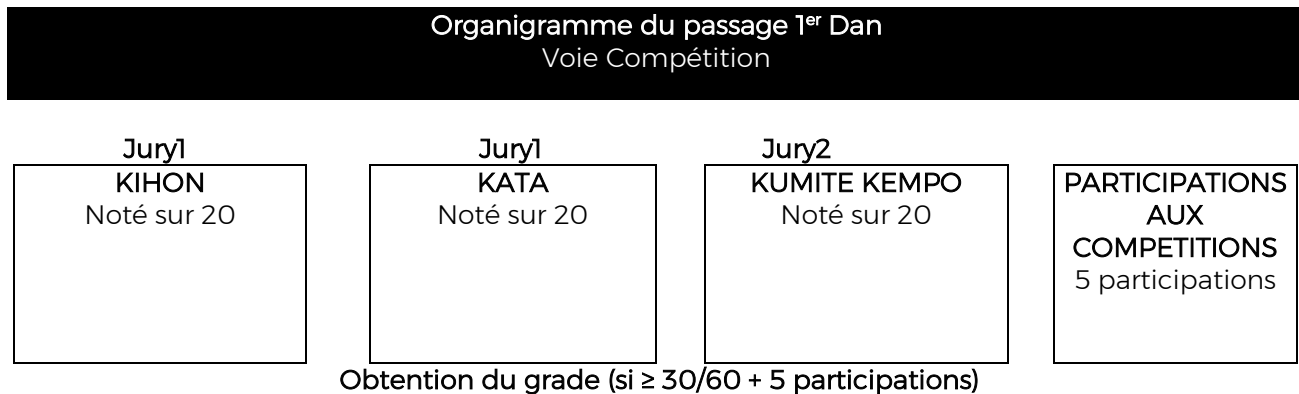 Organigramme du passage 1er Dan
Voie Compétition
Jury1
KIHON
Noté sur 20
Jury1
KATA
Noté sur 20
Jury2
KUMITE KEMPO
Noté sur 20
PARTICIPATIONS
AUX
COMPETITIONS
5 participations
Obtention du grade (si ≥ 30/60 + 5 participations)